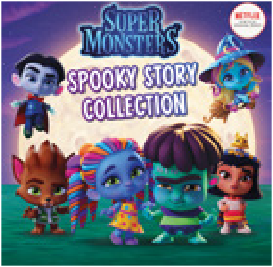 SUPER
MONSTERS
SPOOKY STORY
COLLECTION
NETFLIX